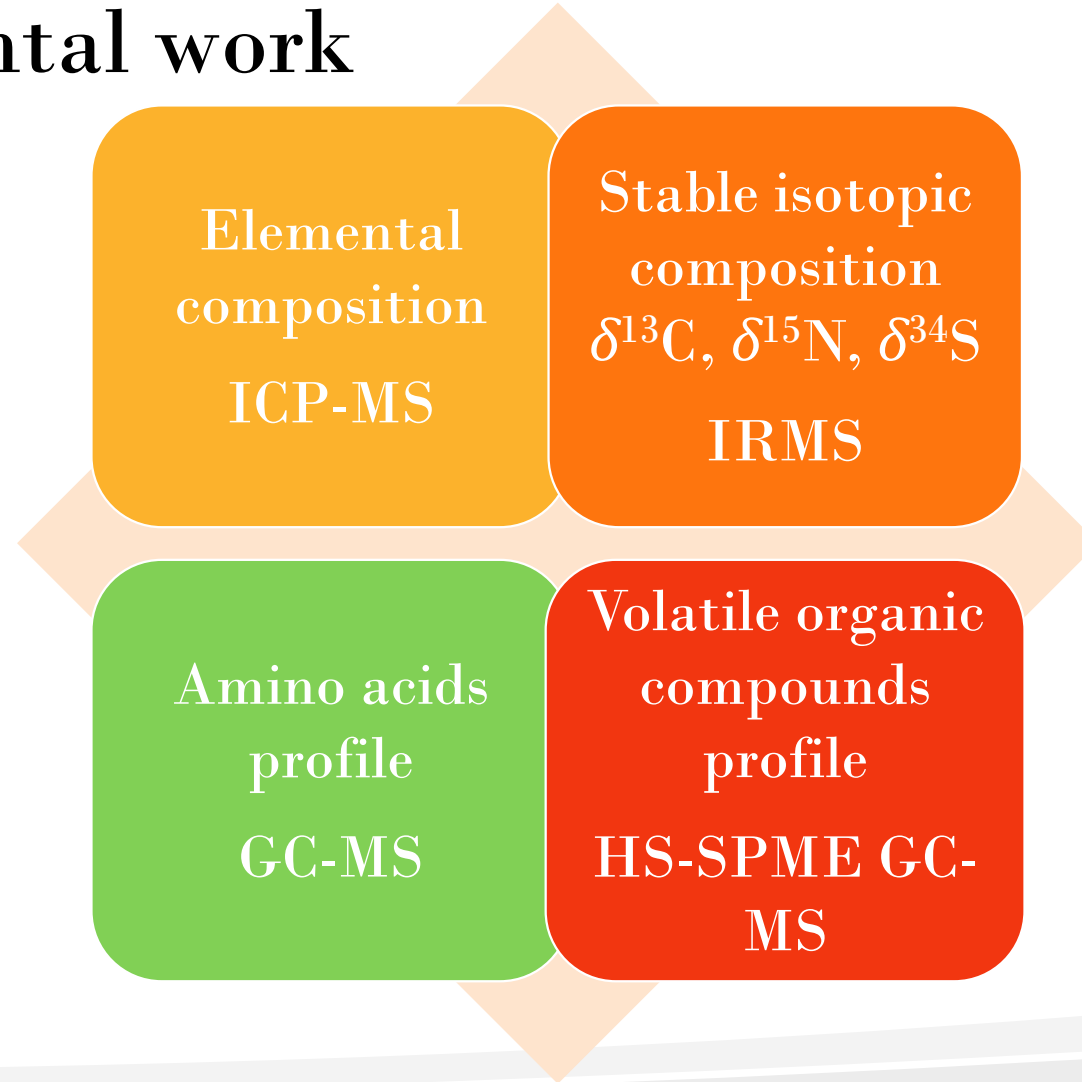 ntal work
Elemental
composition
ICP-MS
Stable isotopic
composition
δ¹³C, δ¹⁵N, δ³⁴S
IRMS
Amino acids
profile
GC-MS
Volatile organic
compounds
profile
HS-SPME GC-
MS